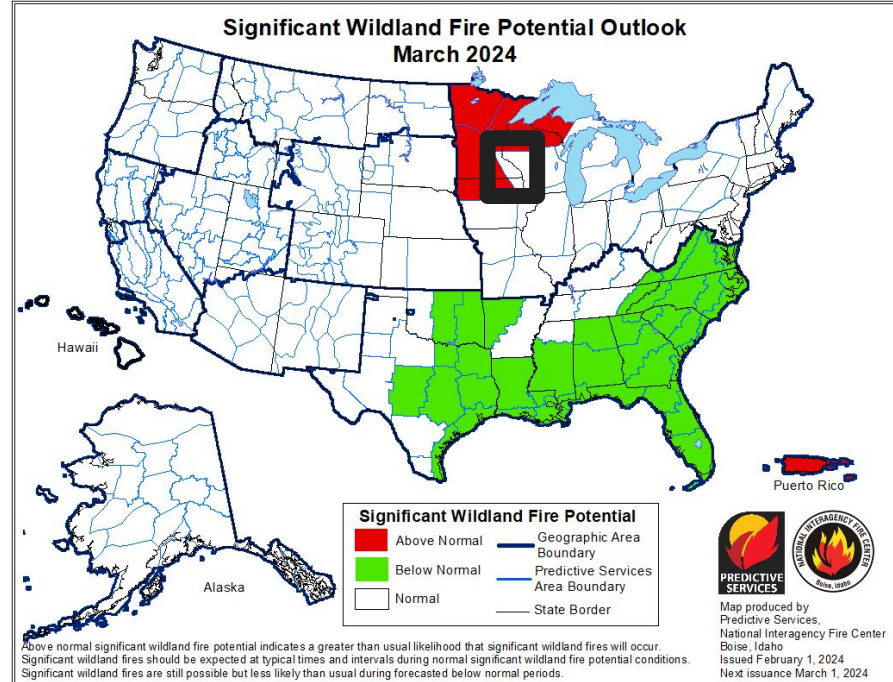 Significant Wildland Fire Potential Outlook
March 2024
Hawaii
Alaska
Puerto Rico
Significant Wildland Fire Potential
Above Normal
Below Normal
Normal
Geographic Area
Boundary
Predictive Services
Area Boundary
State Border
PREDICTIVE
SERVICES
NATIONAL INTERAGENCY FIRE CENTER
Boise, Idaho
Map produced by
Predictive Services,
National Interagency Fire Center
Boise, Idaho
Issued February 1, 2024
Next issuance March 1, 2024
Above normal significant wildland fire potential indicates a greater than usual likelihood that significant wildland fires will occur.
Significant wildland fires should be expected at typical times and intervals during normal significant wildland fire potential conditions.
Significant wildland fires are still possible but less likely than usual during forecasted below normal periods.